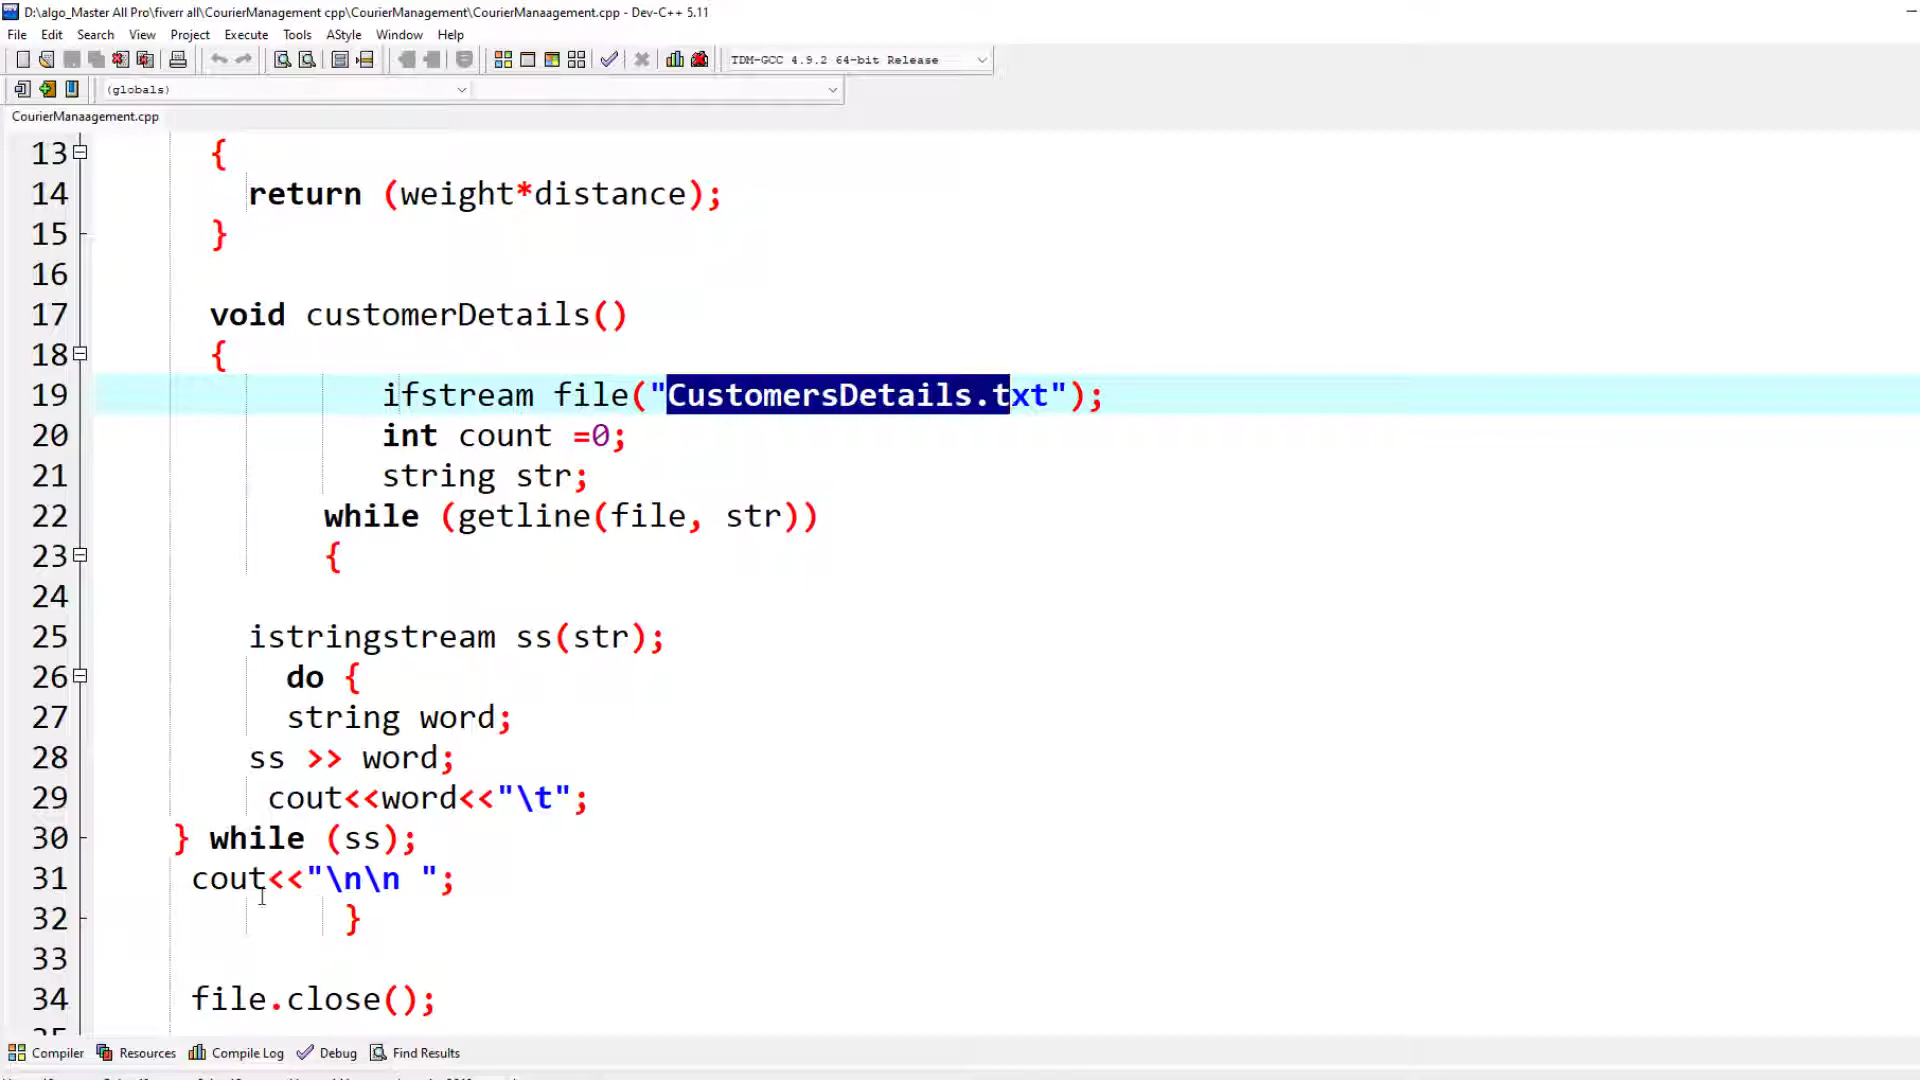 D:\algo_Master All Pro\fiverr all\CourierManagement cpp\CourierManagement\CourierManaagement.cpp - Dev-C++ 5.11
File Edit Search View Project Execute Tools AStyle Window Help
TDM-GCC 4.9.2 64-bit Release
(globals)
CourierManaagement.cpp
13 {
14 return (weight*distance);
15 }
16
17 void customerDetails()
18 {
19 ifstream file("CustomersDetails.txt");
20 int count =0;
21 string str;
22 while (getline(file, str))
23 {
24
25 istringstream ss(str);
26 do {
27 string word;
28 ss >> word;
29 cout<<word<<"\t";
30 } while (ss);
31 cout<<"\n\n ";
32 }
33
34 file.close();
35
Compiler Resources Compile Log Debug Find Results